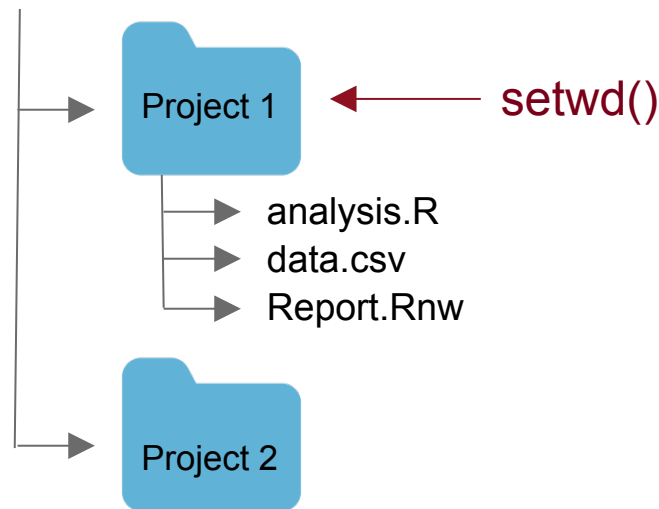 Project 1
setwd()
analysis.R
data.csv
Report.Rnw
Project 2